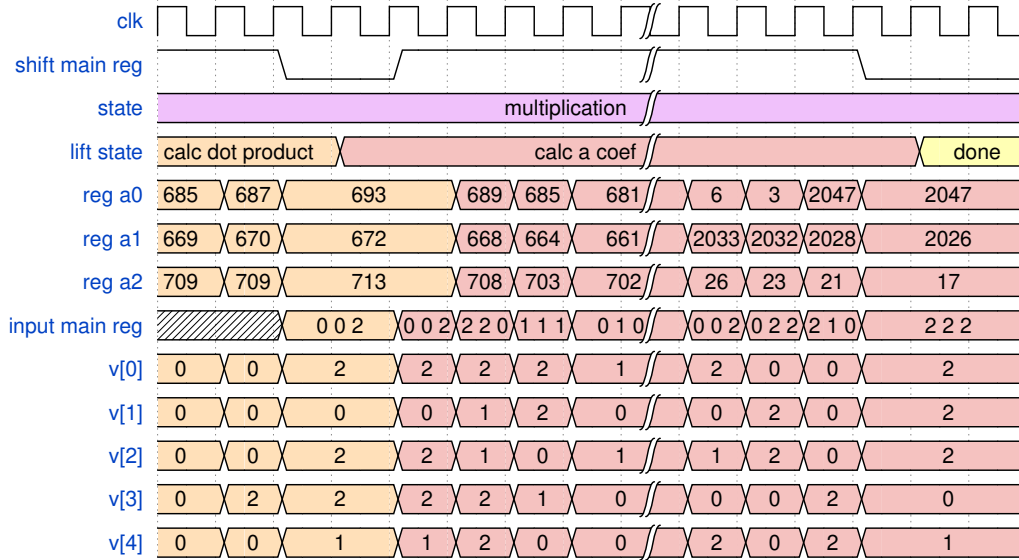 clk
shift main reg
state multiplication
lift state calc dot product calc a coef done
reg a0 685 687 693 689 685 681 6 3 2047 2047
reg a1 669 670 672 668 664 661 2033 2032 2028 2026
reg a2 709 709 713 708 703 702 26 23 21 17
input main reg 0 0 2 0 0 2 2 2 0 1 1 1 0 1 0 0 0 2 0 2 2 2 1 0 2 2 2
v[0] 0 0 2 2 2 2 1 2 0 0 2
v[1] 0 0 0 0 1 2 0 0 2 0 2
v[2] 0 0 2 2 1 0 1 1 2 0 2
v[3] 0 2 2 2 2 1 0 0 0 2 0
v[4] 0 0 1 1 2 0 0 2 0 2 1